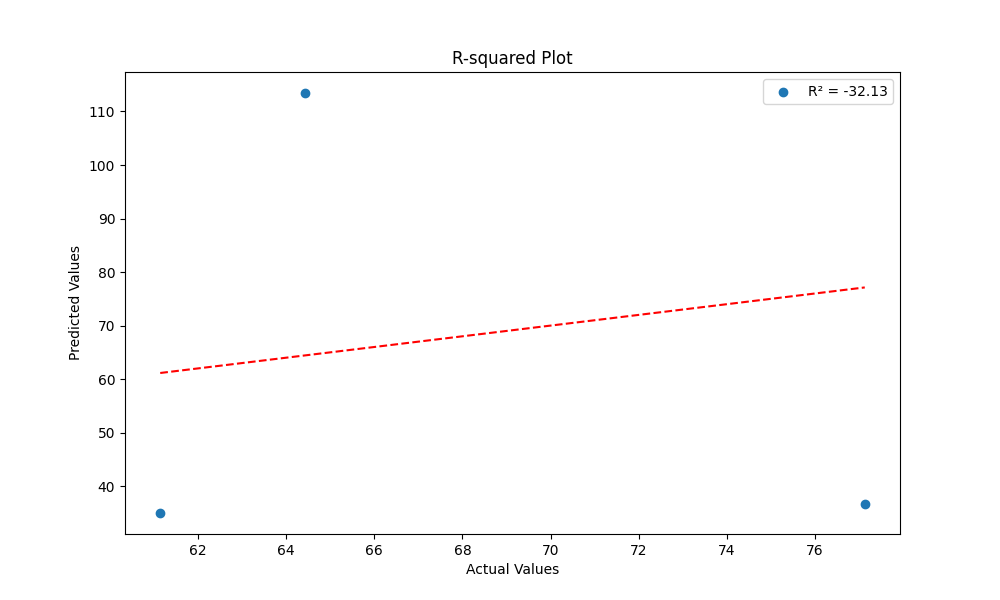 R-squared Plot
R² = -32.13
Predicted Values
110
100
90
80
70
60
50
40
62 64 66 68 70 72 74 76
Actual Values